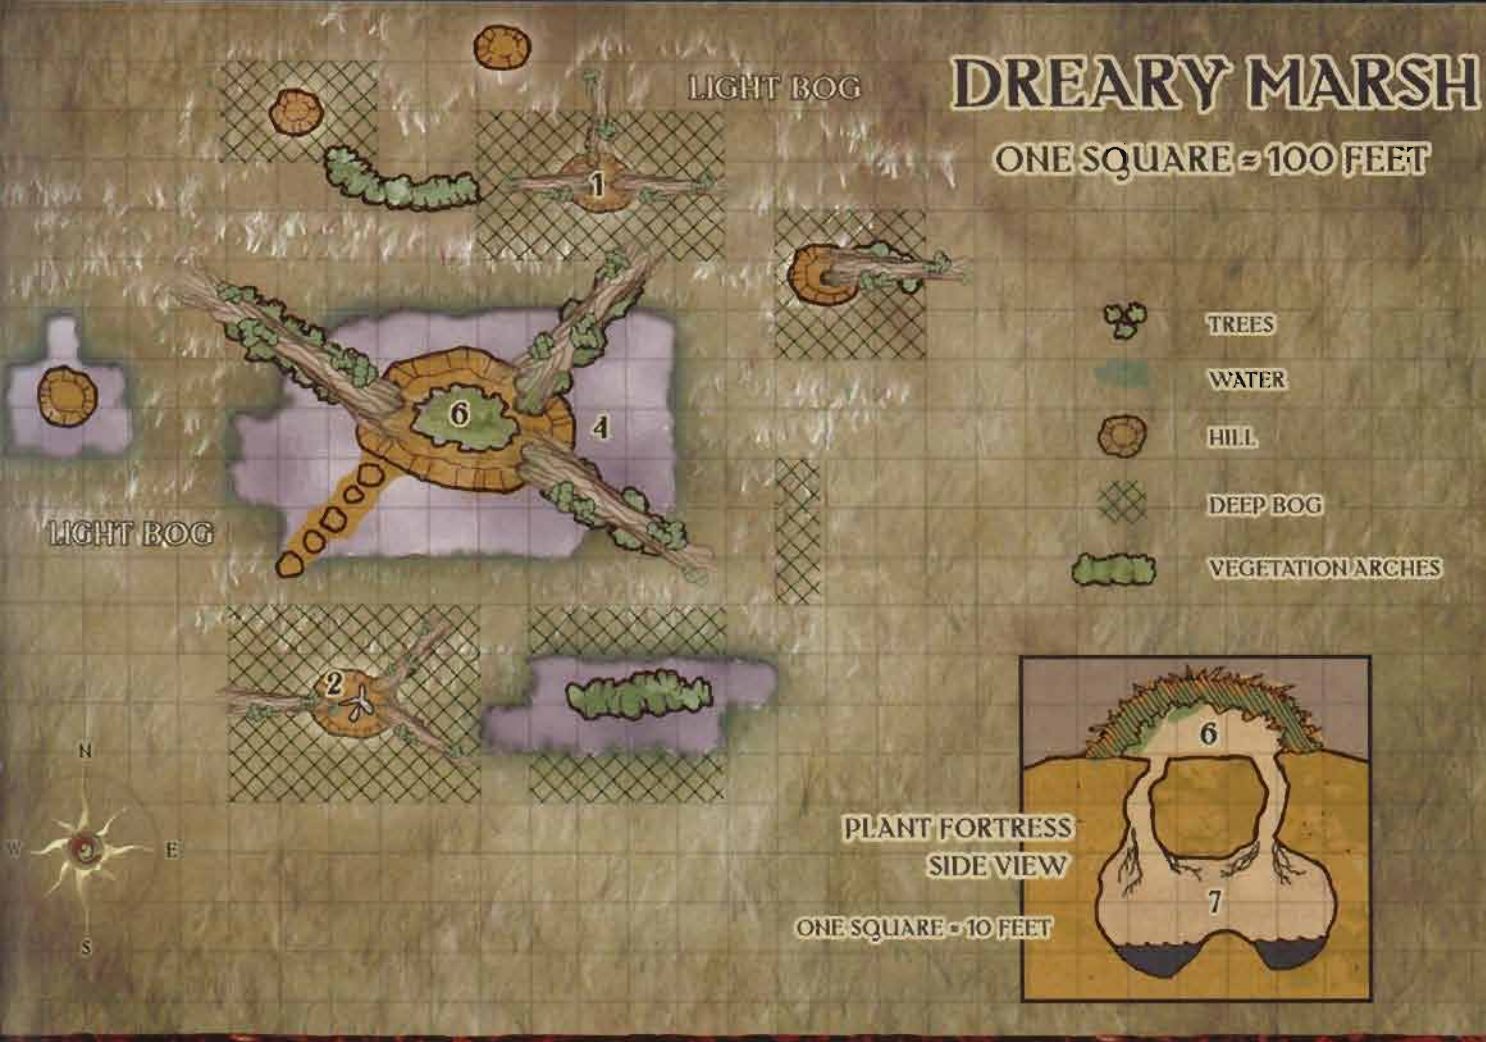 DREARY MARSH
ONE SQUARE = 100 FEET
LIGHT BOG
1
TREES
WATER
HILL
DEEP BOG
VEGETATION ARCHES
6
4
LIGHT BOG
2
N
W
E
S
PLANT FORTRESS
SIDE VIEW
ONE SQUARE = 10 FEET
6
7